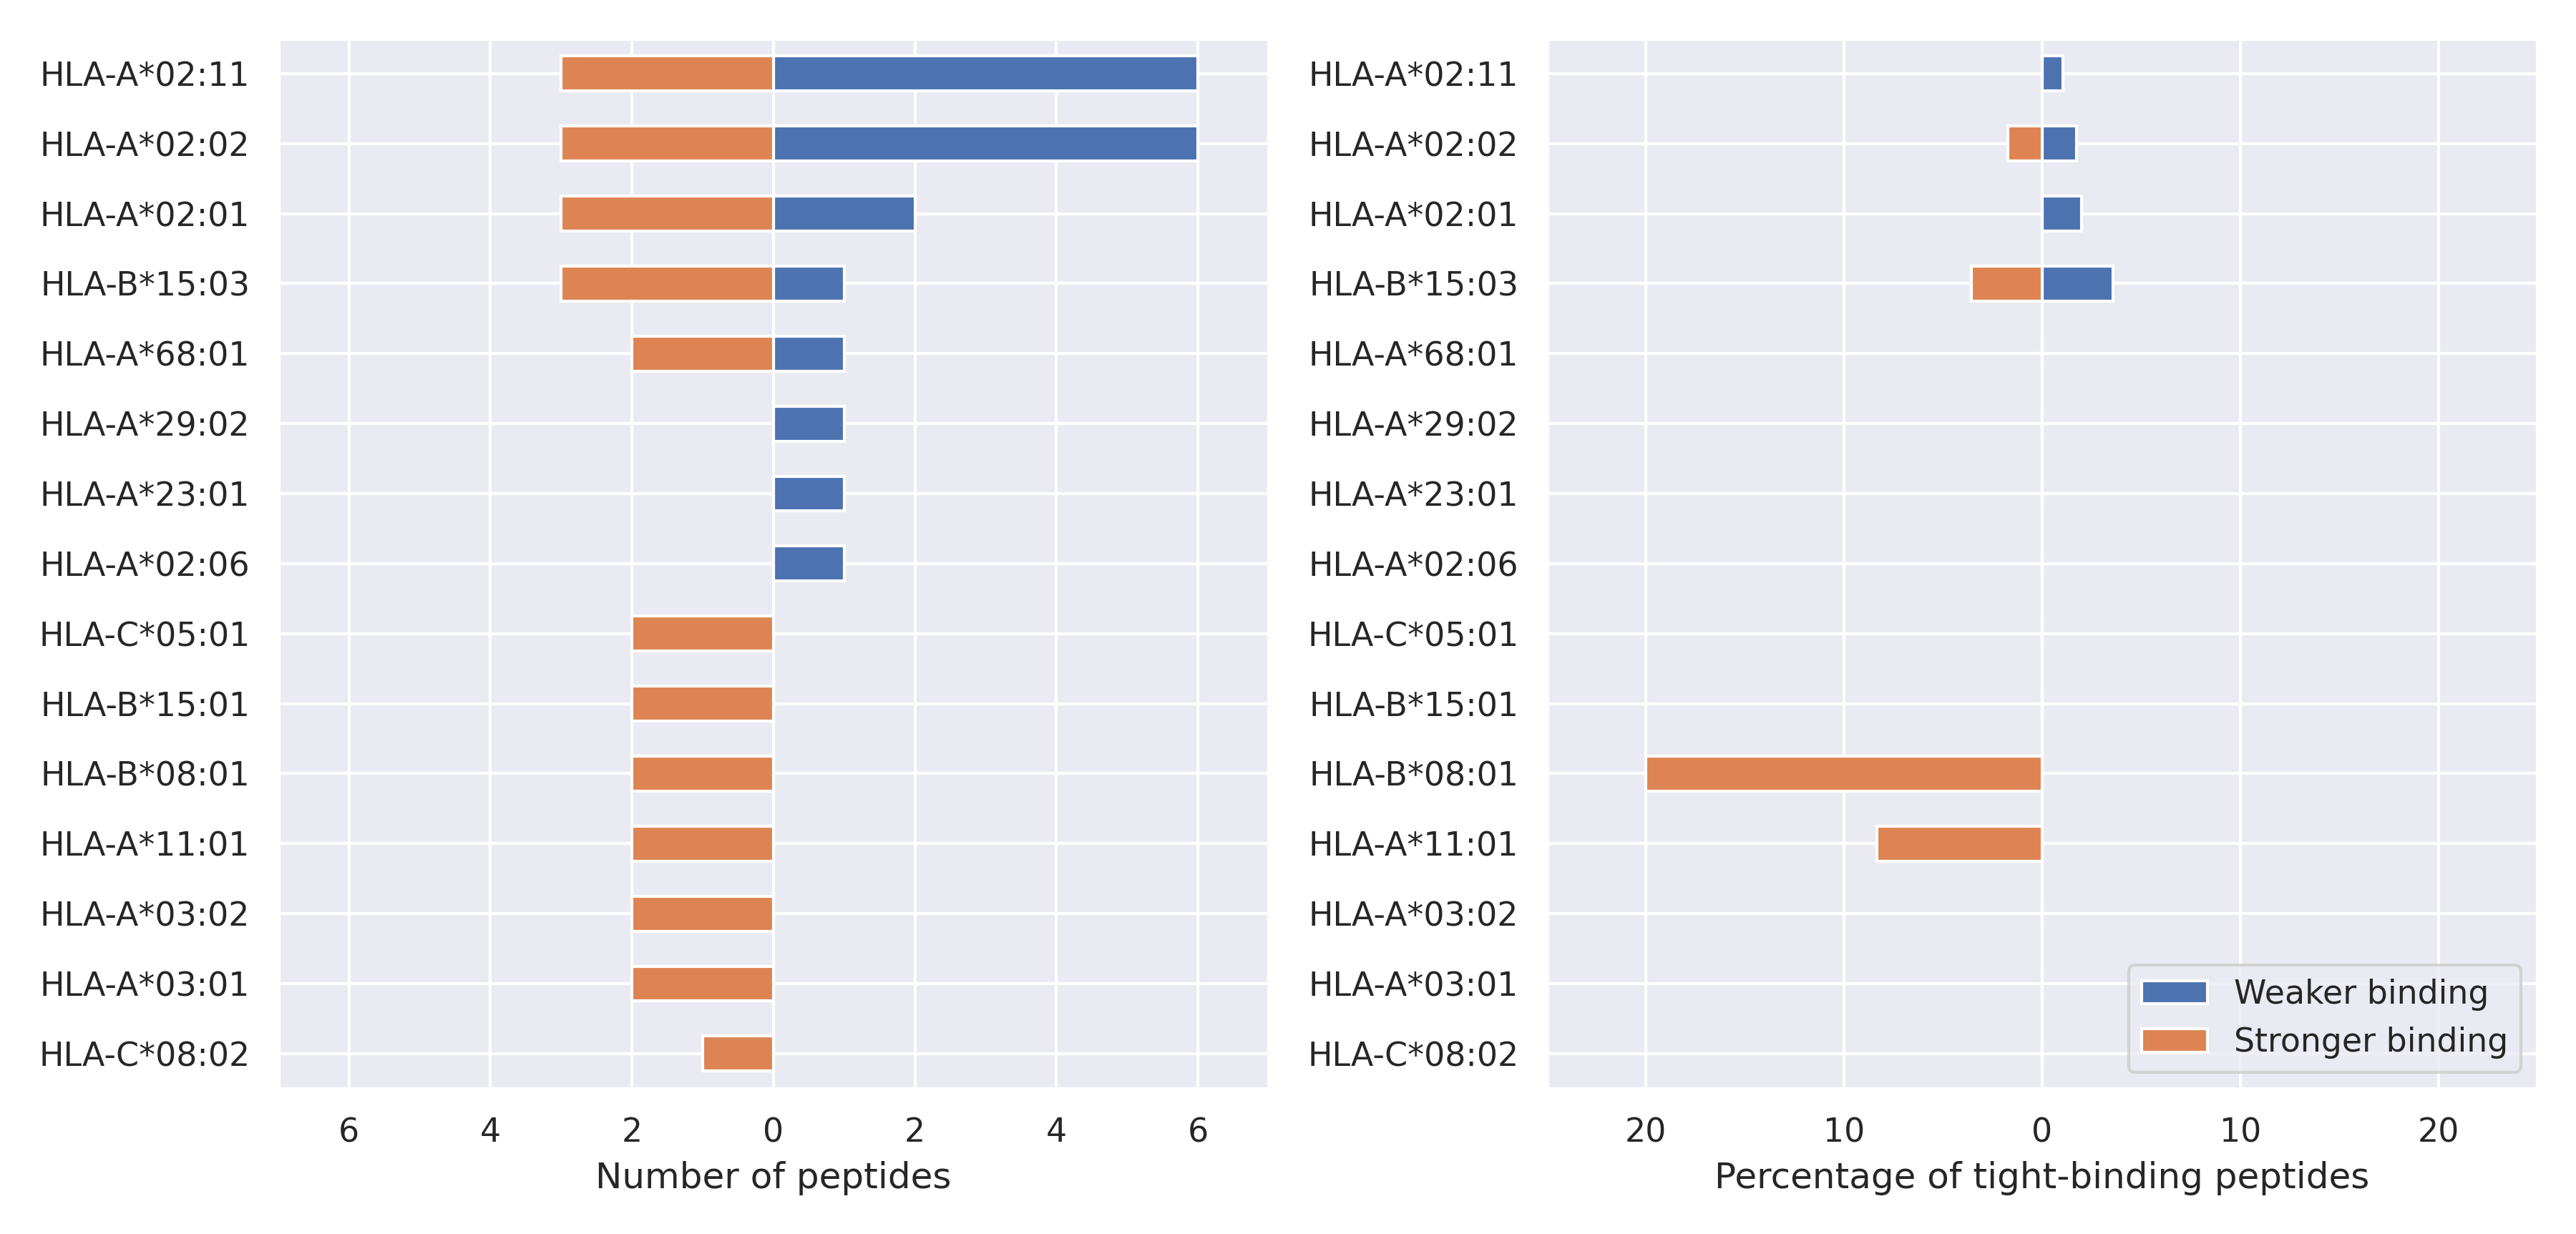 HLA-A*02:11
HLA-A*02:02
HLA-A*02:01
HLA-B*15:03
HLA-A*68:01
HLA-A*29:02
HLA-A*23:01
HLA-A*02:06
HLA-C*05:01
HLA-B*15:01
HLA-B*08:01
HLA-A*11:01
HLA-A*03:02
HLA-A*03:01
HLA-C*08:02
6 4 2 0 2 4 6
Number of peptides
HLA-A*02:11
HLA-A*02:02
HLA-A*02:01
HLA-B*15:03
HLA-A*68:01
HLA-A*29:02
HLA-A*23:01
HLA-A*02:06
HLA-C*05:01
HLA-B*15:01
HLA-B*08:01
HLA-A*11:01
HLA-A*03:02
HLA-A*03:01
HLA-C*08:02
Weaker binding
Stronger binding
20 10 0 10 20
Percentage of tight-binding peptides